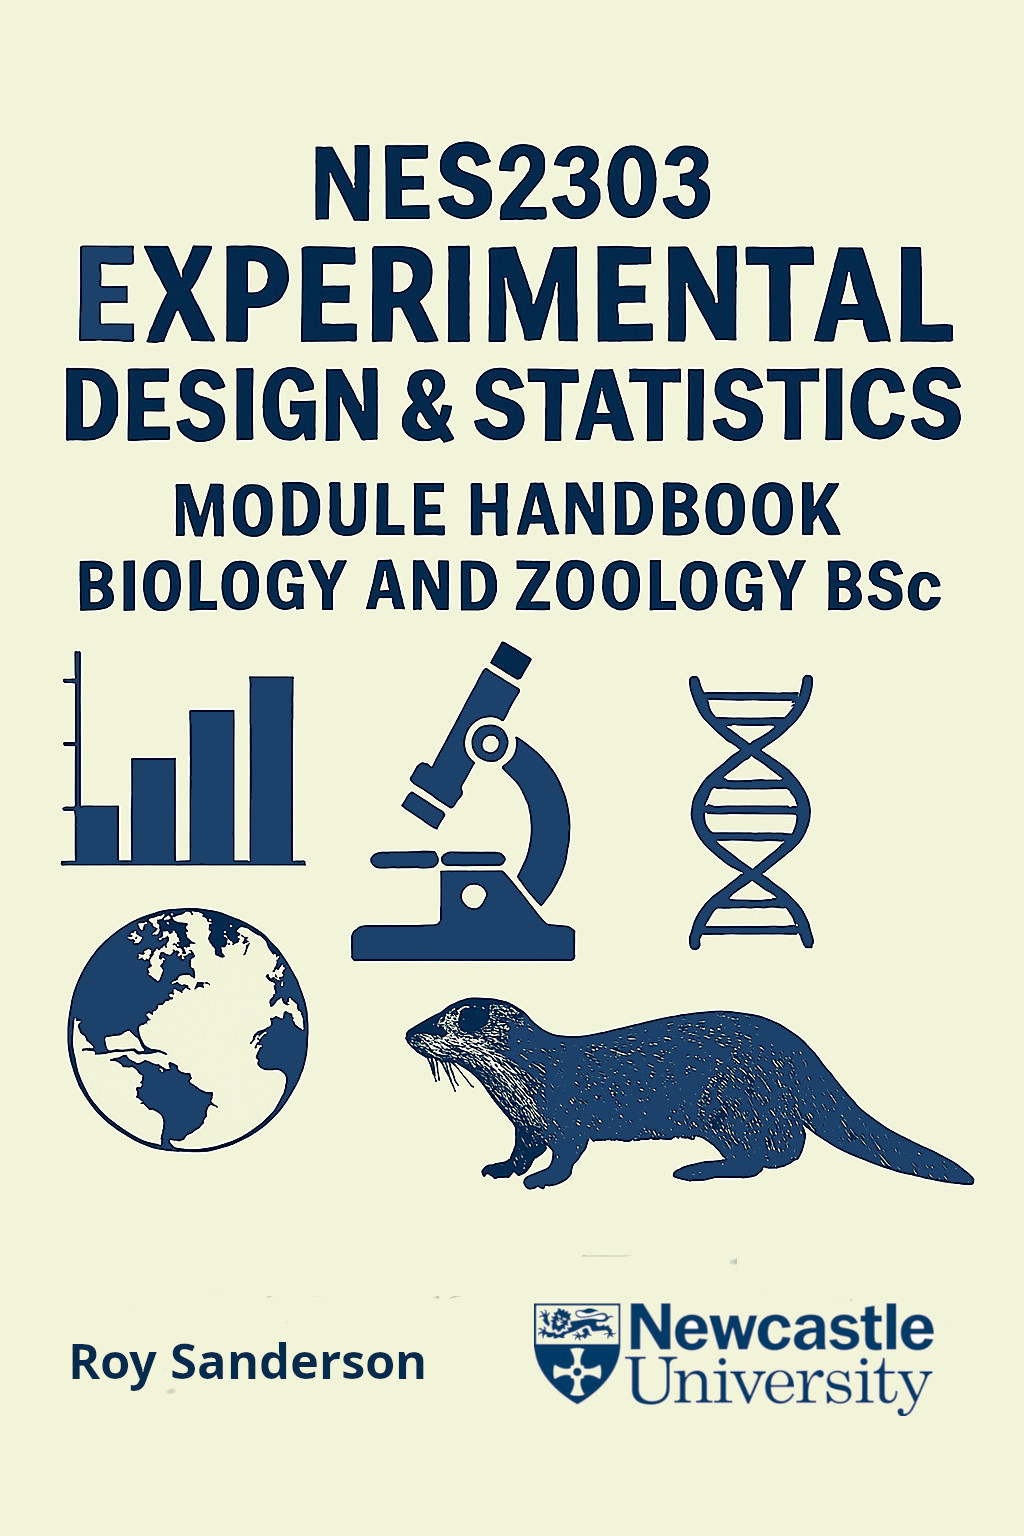 NES2303
EXPERIMENTAL
DESIGN & STATISTICS
MODULE HANDBOOK
BIOLOGY AND ZOOLOGY BSc
Roy Sanderson
Newcastle
University